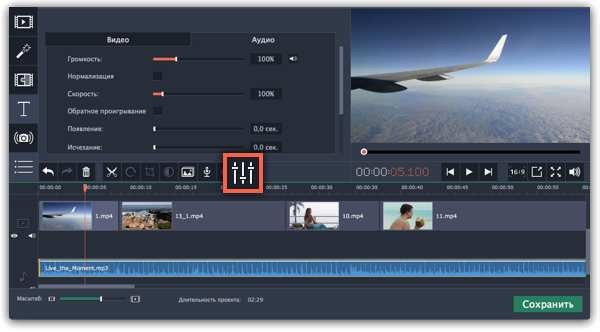 Видео
Аудио
Громкость:
100%
Нормализация
Скорость:
100%
Обратное проигрывание
Появление:
0,0 сек.
Исчезание:
0,0 сек.
T
00:00:05.100
16:9
00:00:00
00:00:05
00:00:10
00:00:15
00:00:20
00:00:25
00:00:30
00:00:35
00:00:40
00:00:45
00:00:50
00:00:55
1.mp4
13_1.mp4
10.mp4
11.mp4
Live_the_Moment.mp3
Масштаб:
Длительность проекта: 02:29
Сохранить